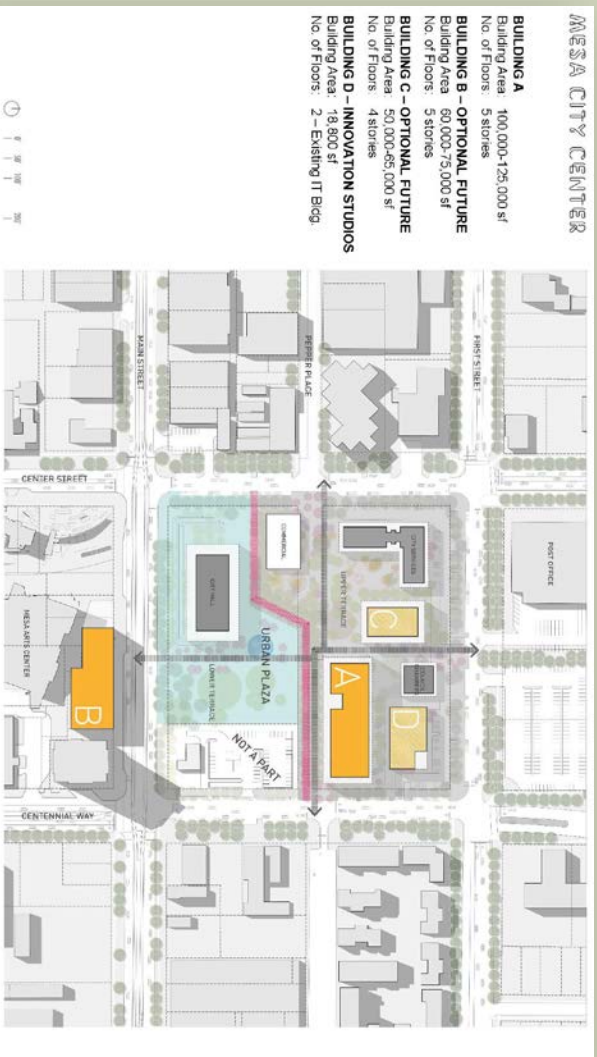 MESA CITY CENTER
BUILDING A
Building Area: 100,000-125,000 sf
No. of Floors: 5 stories
BUILDING B – OPTIONAL FUTURE
Building Area 60,000-75,000 sf
No. of Floors: 5 stories
BUILDING C – OPTIONAL FUTURE
Building Area: 50,000-65,000 sf
No. of Floors: 4 stories
BUILDING D – INNOVATION STUDIOS
Building Area: 18,800 sf
No. of Floors: 2 – Existing IT Bldg.
FIRST STREET
POST OFFICE
PEPPER PLACE
CITY SERVICES
UPPER TERRACE
C
D
A
COMMERCIAL
MAIN STREET
CITY HALL
URBAN PLAZA
LOWER TERRACE
NOT A PART
CENTER STREET
CENTENNIAL WAY
MESA ARTS CENTER
B